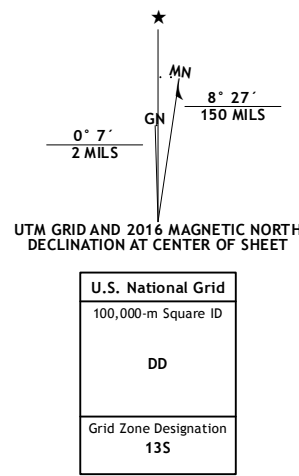 ★
MN
GN
8° 27´
150 MILS
0° 7´
2 MILS
UTM GRID AND 2016 MAGNETIC NORTH
DECLINATION AT CENTER OF SHEET
U.S. National Grid
100,000-m Square ID
DD
Grid Zone Designation
13S